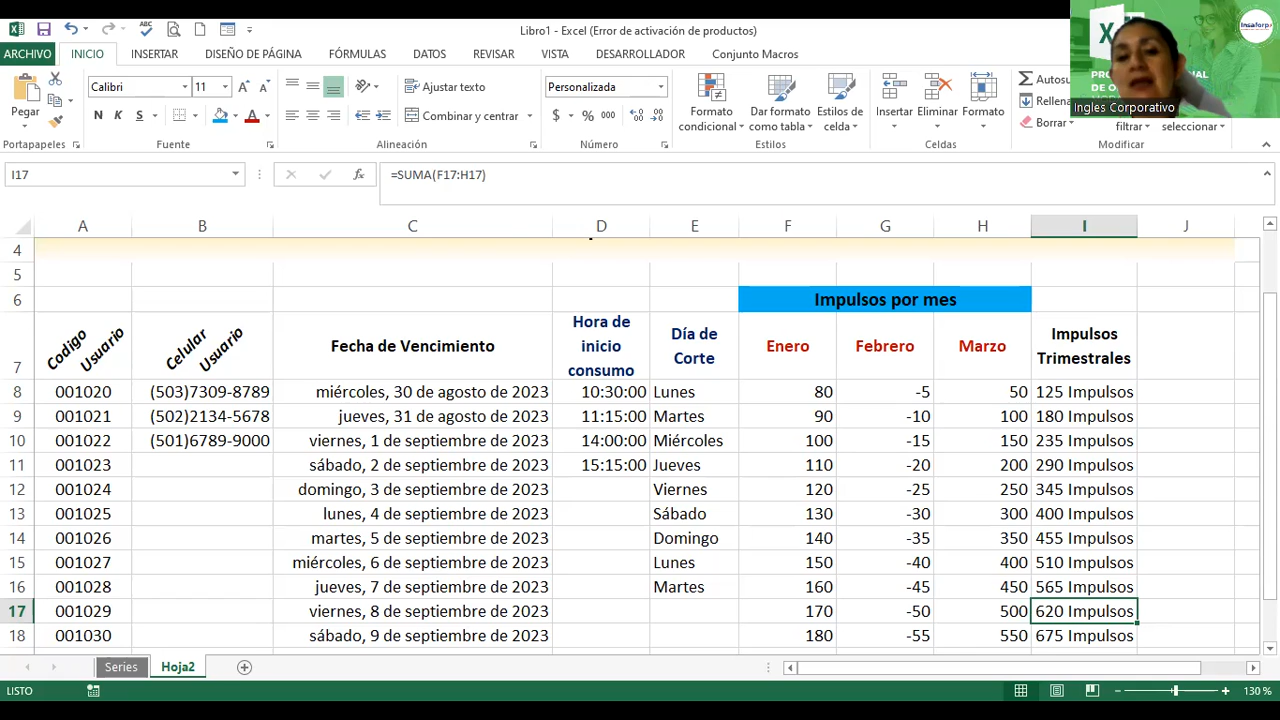 Libro1 - Excel (Error de activación de productos)
ARCHIVO INICIO INSERTAR DISEÑO DE PÁGINA FÓRMULAS DATOS REVISAR VISTA DESARROLLADOR Conjunto Macros
Pegar
Calibri 11
N K S
Ajustar texto
Combinar y centrar
Personalizada
$ % 000
Formato condicional
Dar formato como tabla
Estilos de celda
Insertar Eliminar Formato
Borrar
filtrar seleccionar
Portapapeles Fuente Alineación Número Estilos Celdas Modificar
Ingles Corporativo
Insaforp
I17 =SUMA(F17:H17)
A B C D E F G H I J
4
5
6 Impulsos por mes
7 Codigo Usuario Celular Usuario Fecha de Vencimiento Hora de inicio consumo Día de Corte Enero Febrero Marzo Impulsos Trimestrales
8 001020 (503)7309-8789 miércoles, 30 de agosto de 2023 10:30:00 Lunes 80 -5 50 125 Impulsos
9 001021 (502)2134-5678 jueves, 31 de agosto de 2023 11:15:00 Martes 90 -10 100 180 Impulsos
10 001022 (501)6789-9000 viernes, 1 de septiembre de 2023 14:00:00 Miércoles 100 -15 150 235 Impulsos
11 001023 sábado, 2 de septiembre de 2023 15:15:00 Jueves 110 -20 200 290 Impulsos
12 001024 domingo, 3 de septiembre de 2023 Viernes 120 -25 250 345 Impulsos
13 001025 lunes, 4 de septiembre de 2023 Sábado 130 -30 300 400 Impulsos
14 001026 martes, 5 de septiembre de 2023 Domingo 140 -35 350 455 Impulsos
15 001027 miércoles, 6 de septiembre de 2023 Lunes 150 -40 400 510 Impulsos
16 001028 jueves, 7 de septiembre de 2023 Martes 160 -45 450 565 Impulsos
17 001029 viernes, 8 de septiembre de 2023 170 -50 500 620 Impulsos
18 001030 sábado, 9 de septiembre de 2023 180 -55 550 675 Impulsos
Series Hoja2
LISTO 130 %